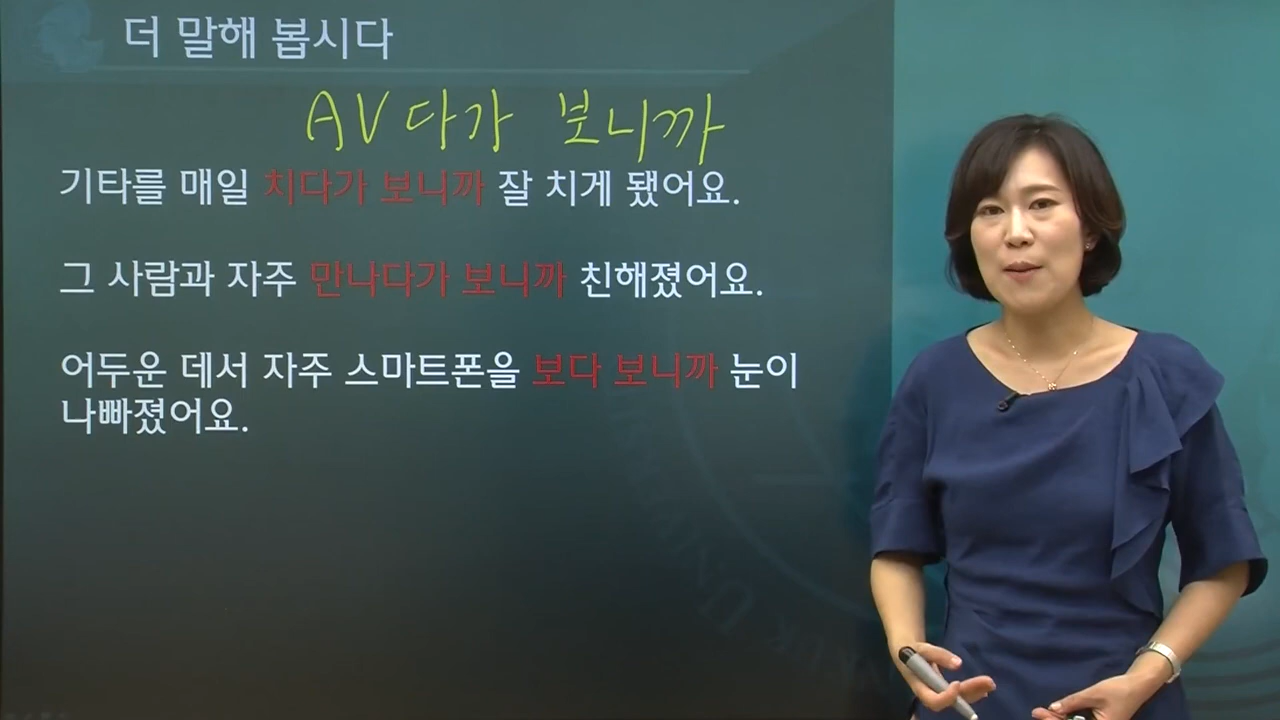 더 말해 봅시다
AV다가 보니까
기타를 매일 치다가 보니까 잘 치게 됐어요.
그 사람과 자주 만나다가 보니까 친해졌어요.
어두운 데서 자주 스마트폰을 보다 보니까 눈이
나빠졌어요.